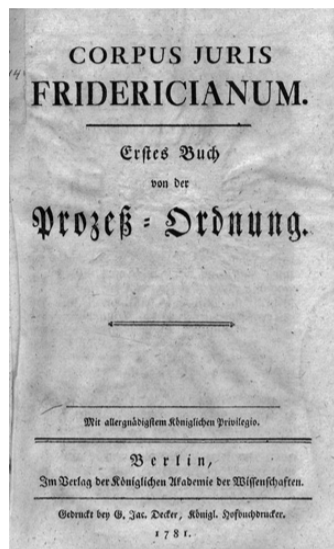 CORPUS JURIS
FRIDERICIANUM.
Erſtes Buch
von der
Prozeß-Ordnung.
Mit allergnädigſtem Königlichen Privilegio.
Berlin,
Im Verlag der Königlichen Akademie der Wiſſenſchaften.
Gedruckt bey G. Jac. Decker, Königl. Hofbuchdrucker.
1781.